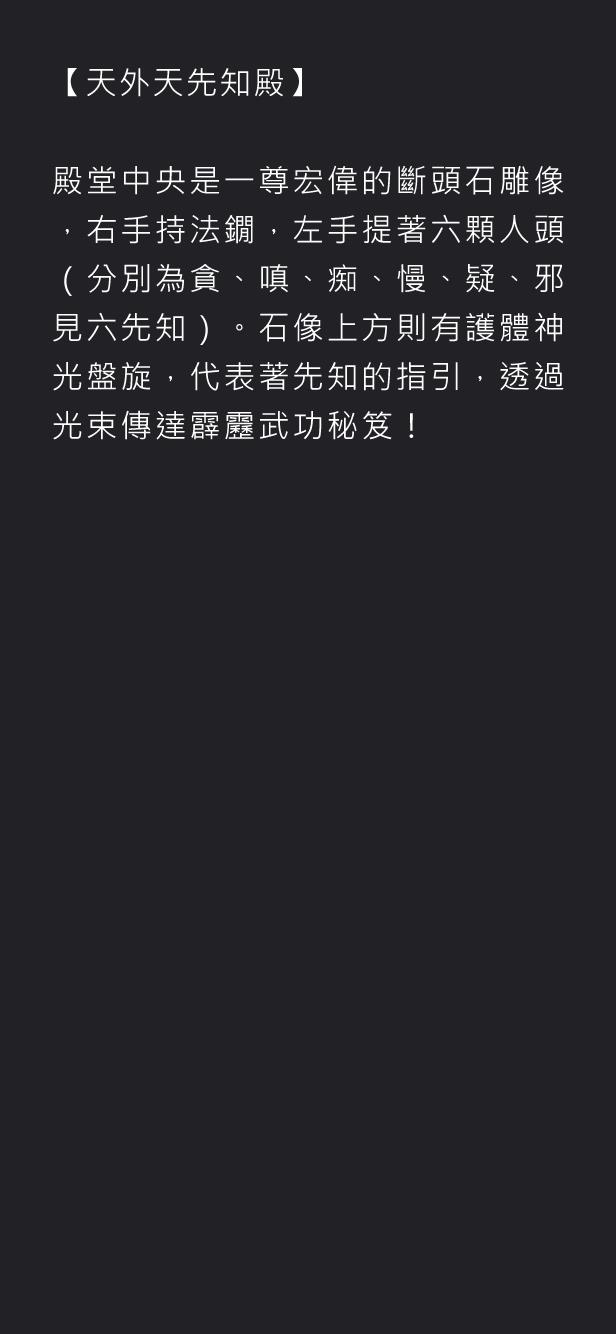 【天外天先知殿】
殿堂中央是一尊宏偉的斷頭石雕像
，右手持法鐗，左手提著六顆人頭
（分別為貪、嗔、痴、慢、疑、邪
見六先知）。石像上方則有護體神
光盤旋，代表著先知的指引，透過
光束傳達霹靂武功秘笈！